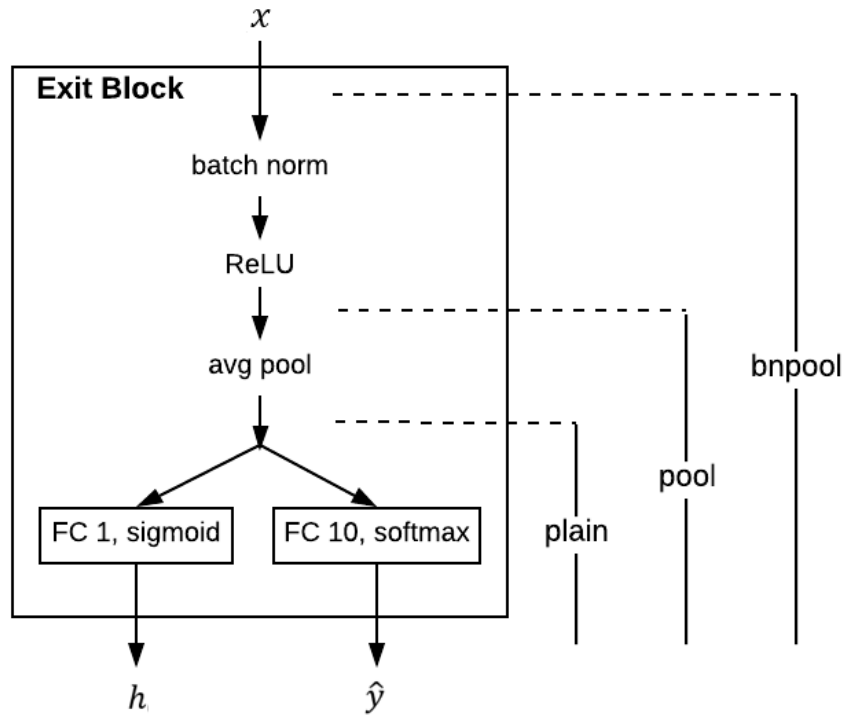 x
Exit Block
batch norm
ReLU
avg pool
bnpool
pool
plain
FC 1, sigmoid
FC 10, softmax
h
ŷ